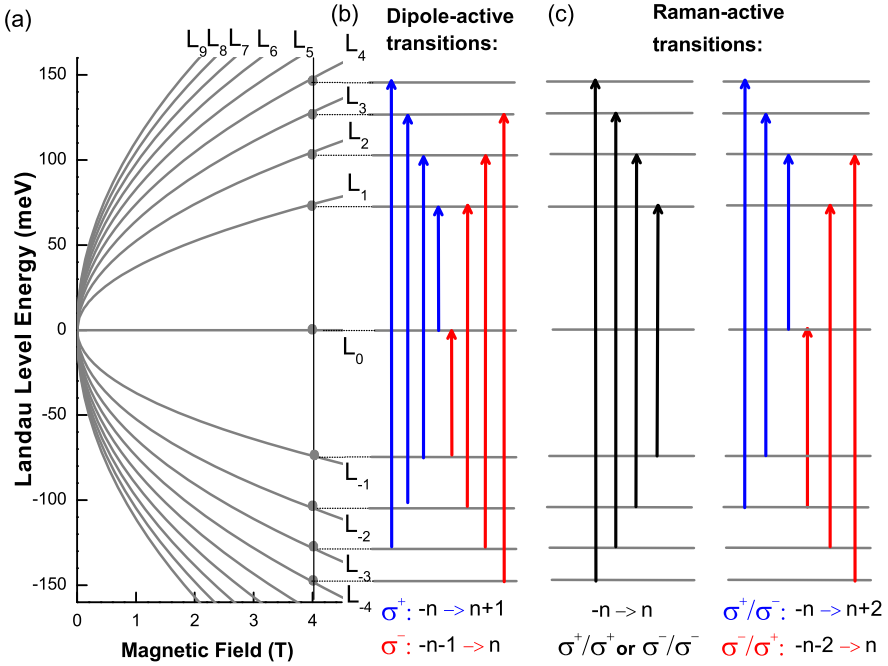 (a)
L9 L8 L7 L6 L5 L4
L3
L2
L1
L0
L-1
L-2
L-3
L-4
150
100
50
0
-50
-100
-150
Landau Level Energy (meV)
0 1 2 3 4
Magnetic Field (T)
(b) Dipole-active
transitions:
σ+: -n -> n+1
σ−: -n-1 -> n
(c) Raman-active
transitions:
-n -> n
σ+/σ+ or σ−/σ−
σ+/σ−: -n -> n+2
σ−/σ+: -n-2 -> n